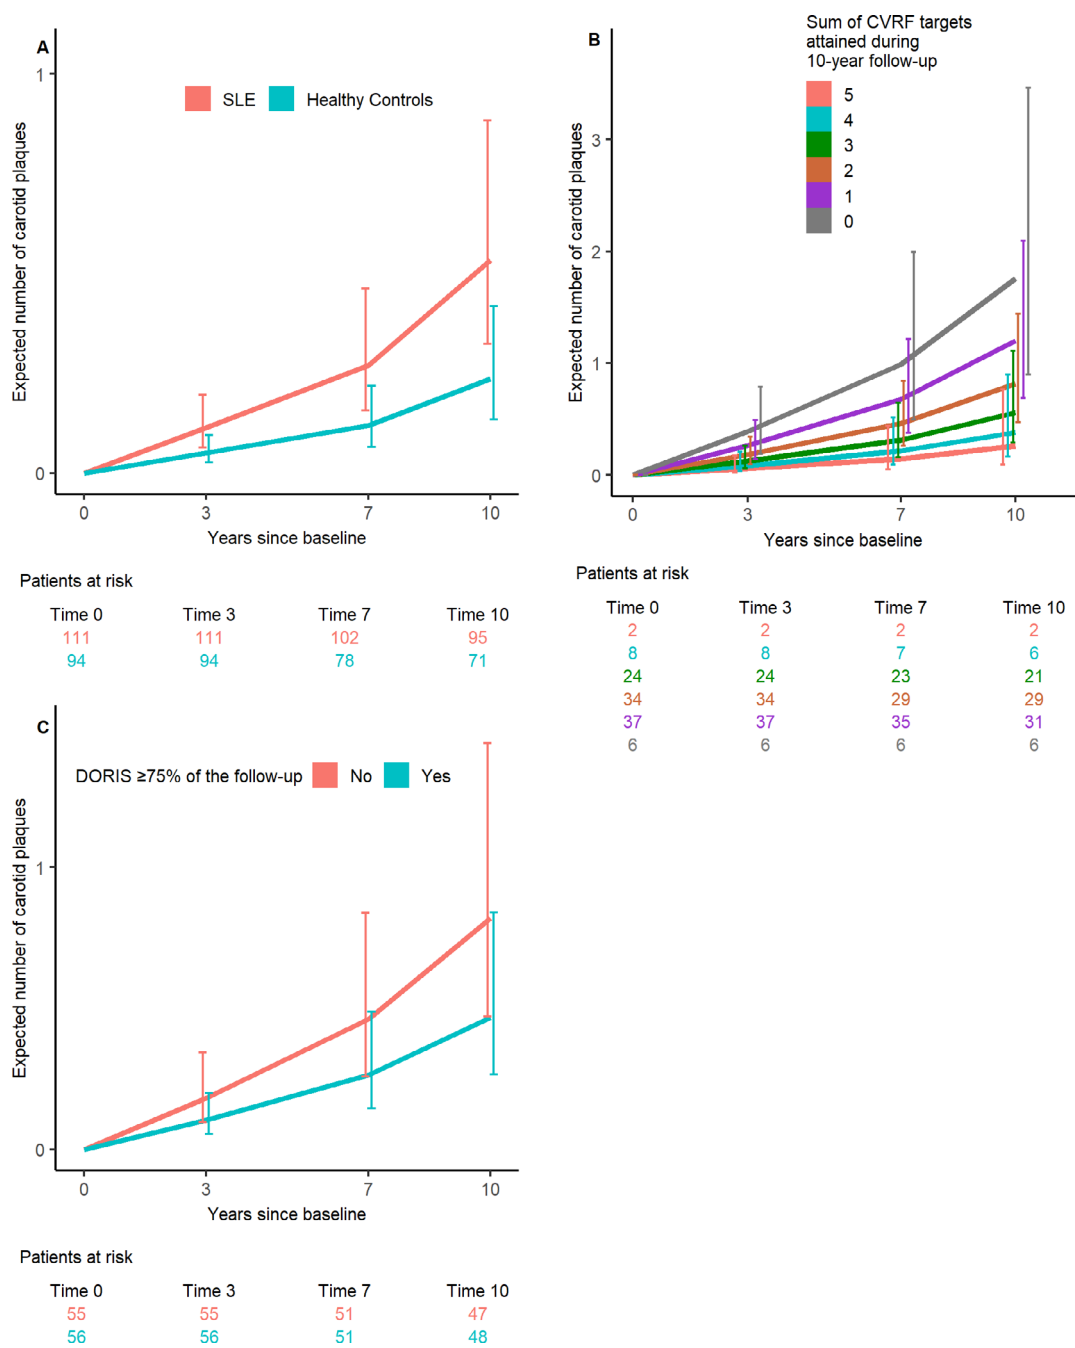 A
SLE
Healthy Controls
Expected number of carotid plaques
1
0
0
3
7
10
Years since baseline
Patients at risk
Time 0 Time 3 Time 7 Time 10
111 111 102 95
94 94 78 71
B
Sum of CVRF targets
attained during
10-year follow-up
5
4
3
2
1
0
Expected number of carotid plaques
3
2
1
0
0
3
7
10
Years since baseline
Patients at risk
Time 0 Time 3 Time 7 Time 10
2 2 2 2
8 8 7 6
24 24 23 21
34 34 29 29
37 37 35 31
6 6 6 6
C
DORIS ≥75% of the follow-up No Yes
Expected number of carotid plaques
1
0
0
3
7
10
Years since baseline
Patients at risk
Time 0 Time 3 Time 7 Time 10
55 55 51 47
56 56 51 48